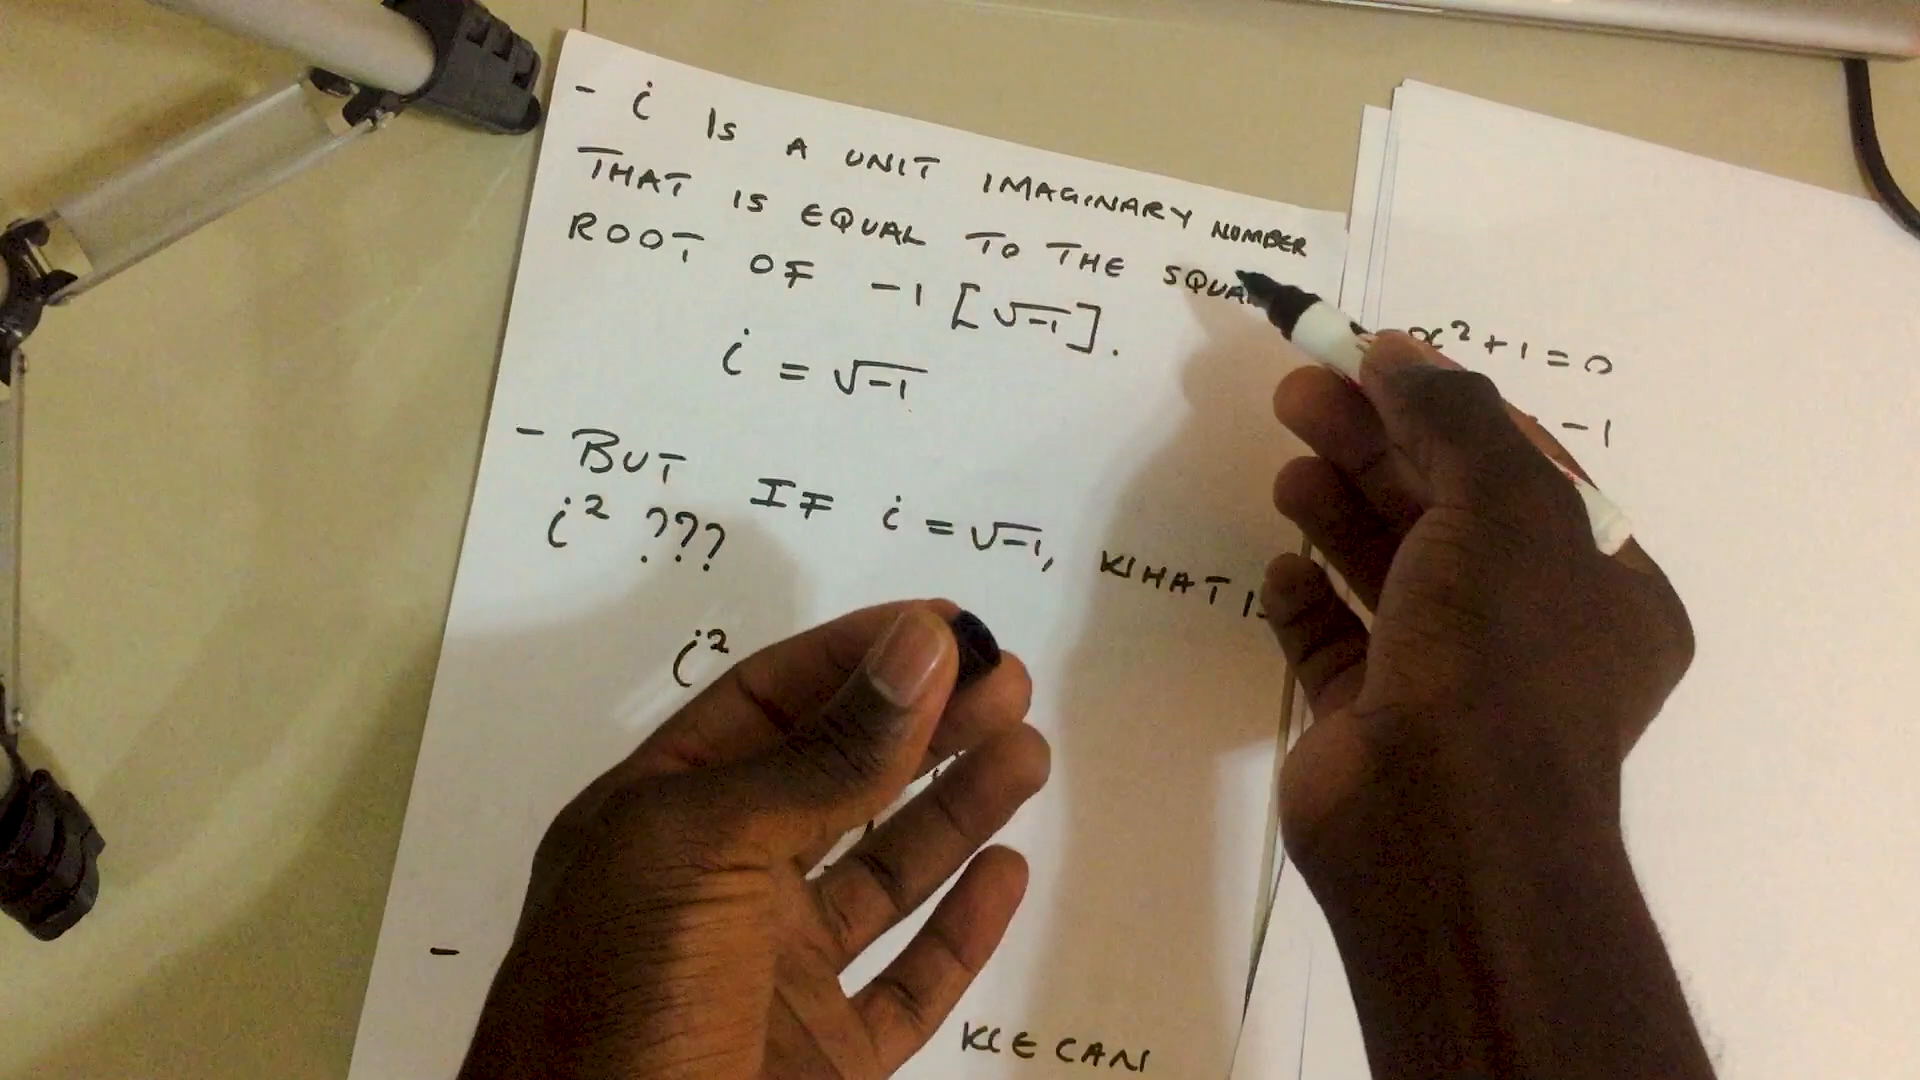 - i IS A UNIT IMAGINARY NUMBER
THAT IS EQUAL TO THE
ROOT OF -1 [√-1].
i = √-1
- BUT IF i = √-1, WHAT
i² ???
i²
-
WE CAN
x² + 1 = 0
-1